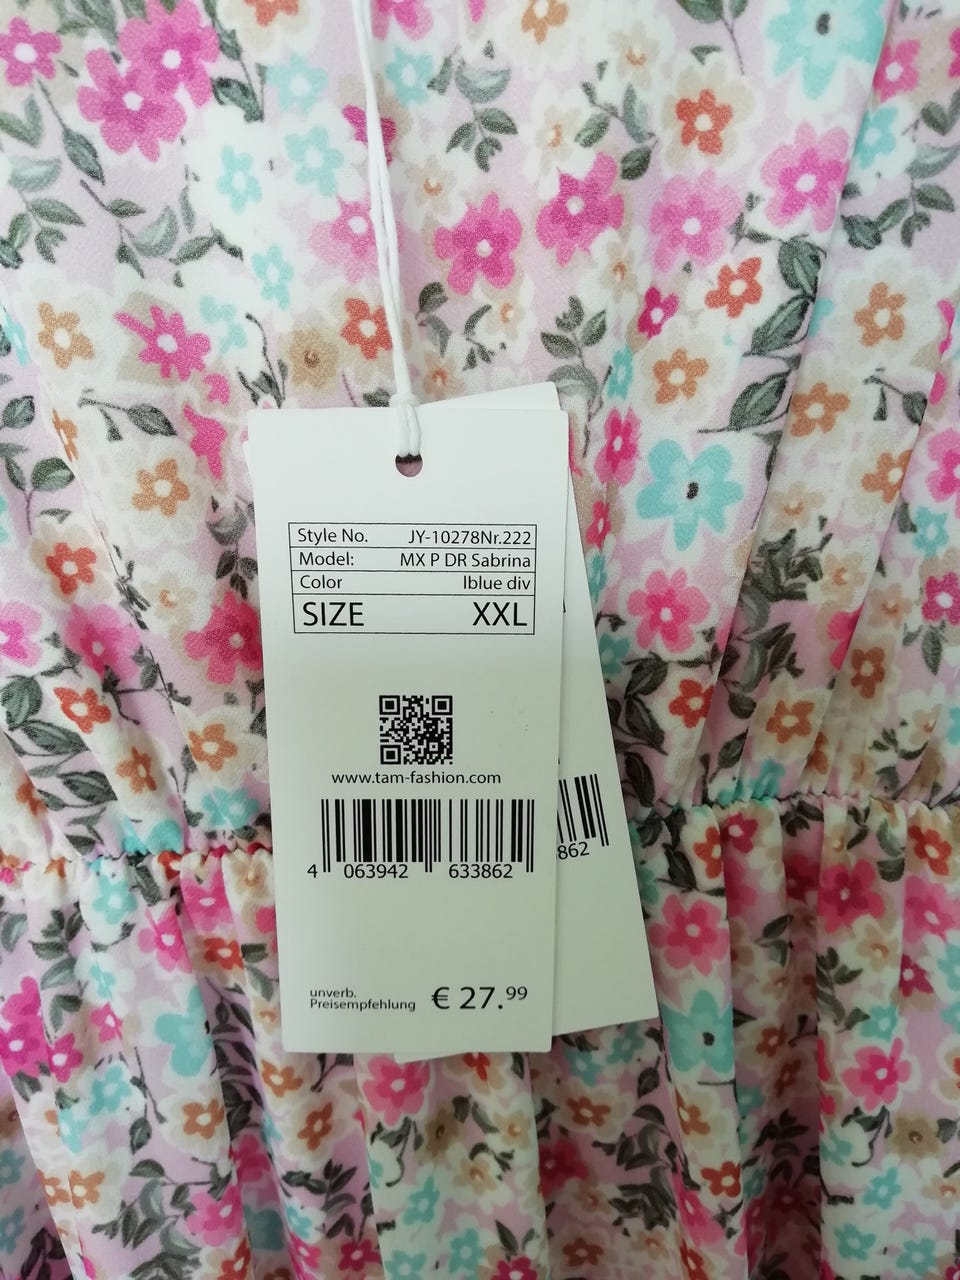 Style No. JY-10278Nr.222
Model: MX P DR Sabrina
Color lblue div
SIZE XXL
www.tam-fashion.com
4 063942 633862
862
unverb.
Preisempfehlung € 27.99